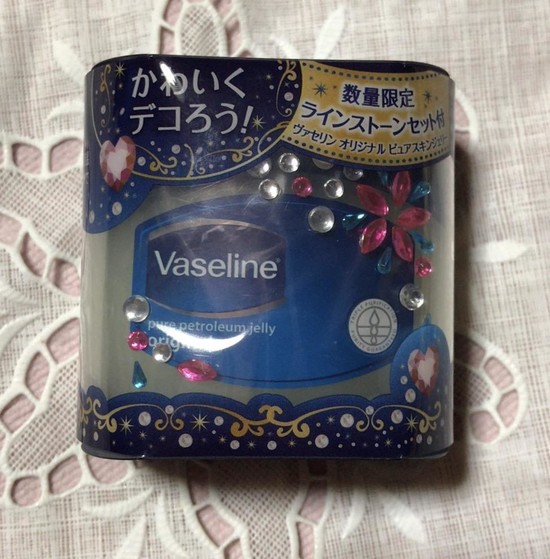 かわいく
デコろう!
数量限定
ラインストーンセット付
ヴァセリン オリジナル ピュアスキンジェリー
Vaseline
pure petroleum jelly
original